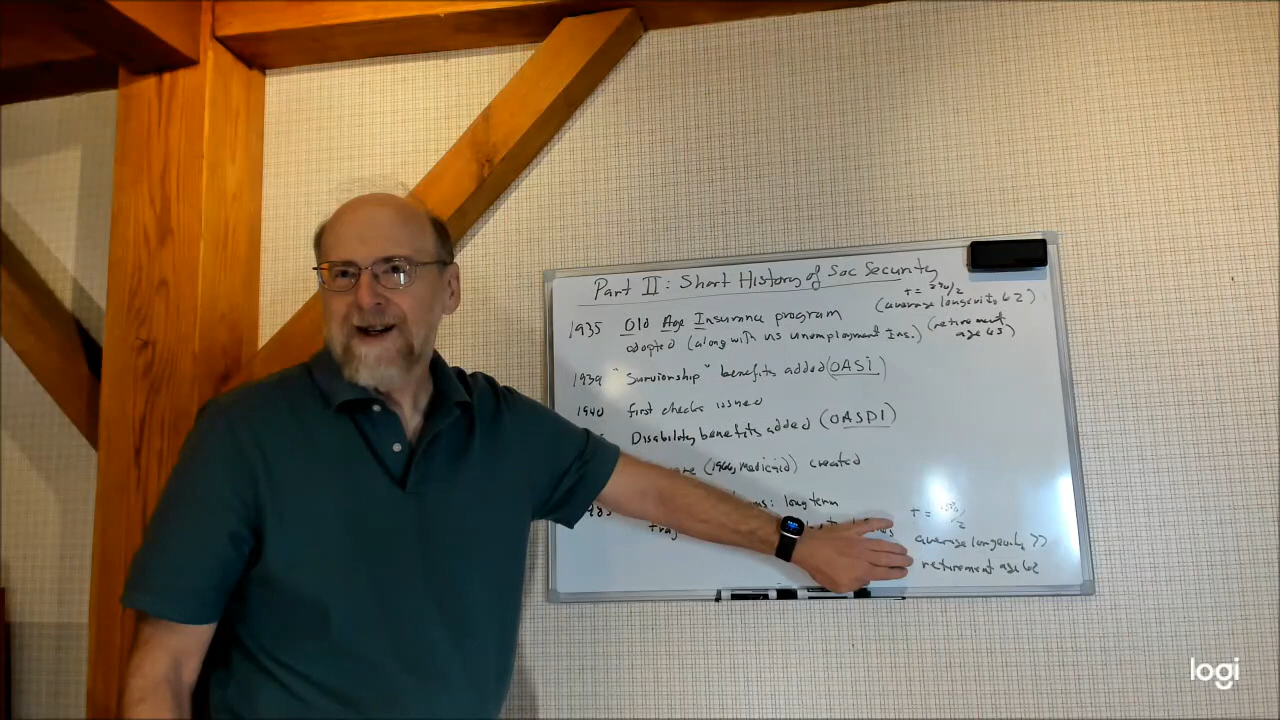 Part II: Short History of Soc Security
t = 2%/2
(average longevity 62)
1935 Old Age Insurance program
adopted (along with US Unemployment Ins.)
(retirement
age 65)
1939 "Survivorship" benefits added (OASI)
1940 first checks issued
Disability benefits added (OASDI)
(1966, Medicaid) created
: long term
t =
/2
average longevity >>
retirement age 62
logi